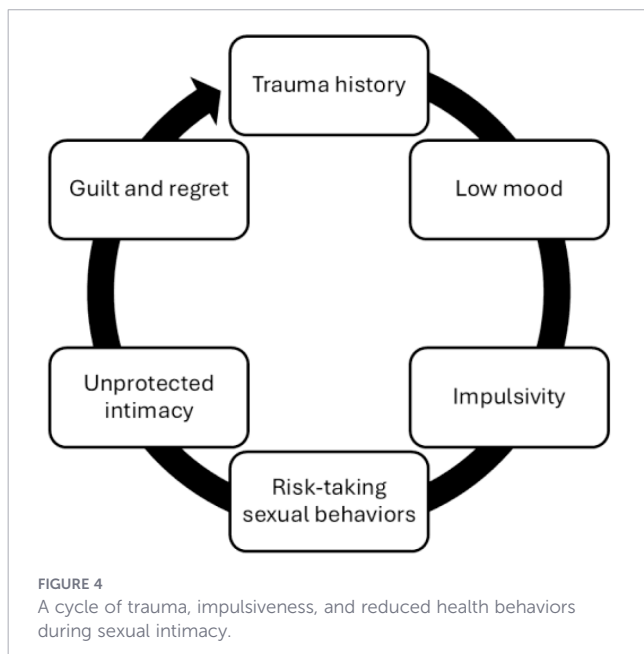 Trauma history
Low mood
Impulsivity
Risk-taking
sexual behaviors
Unprotected
intimacy
Guilt and regret
FIGURE 4
A cycle of trauma, impulsiveness, and reduced health behaviors
during sexual intimacy.